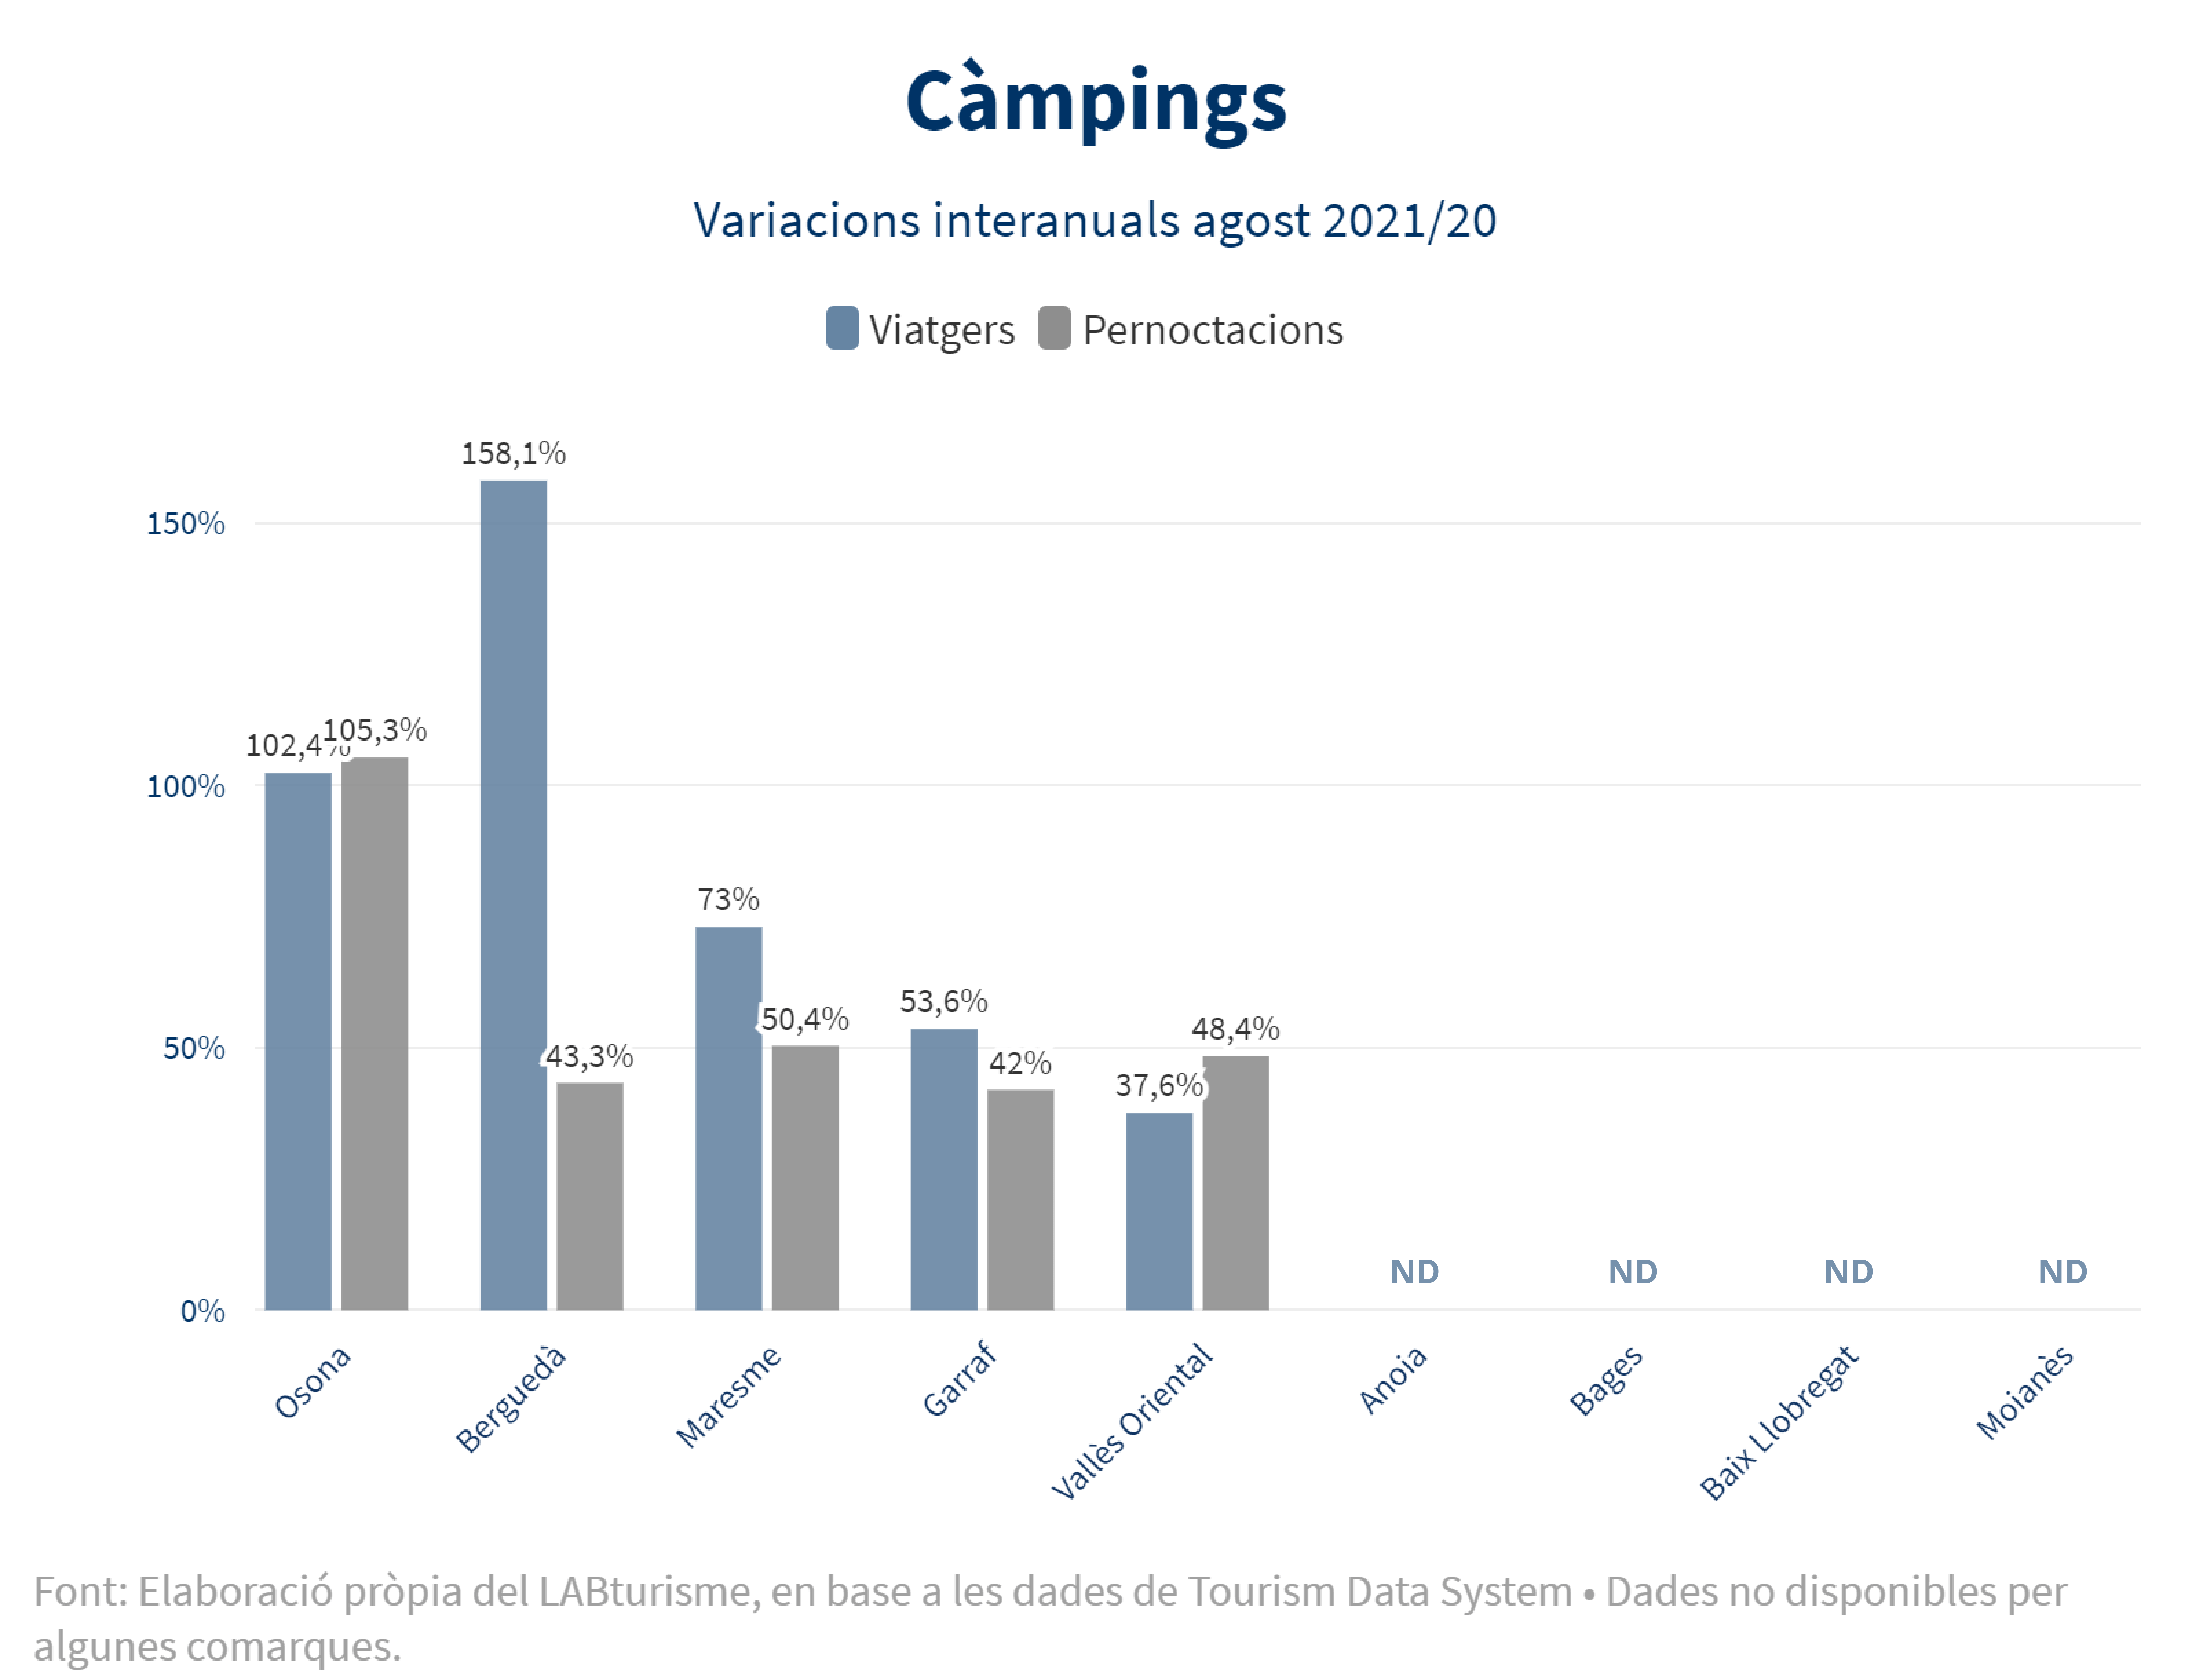 Càmpings
Variacions interanuals agost 2021/20
Viatgers Pernoctacions
158,1%
150%
102,4% 105,3%
100%
73%
53,6%
50,4%
48,4%
50%
43,3%
42%
37,6%
ND ND ND ND
0%
Osona Berguedà Maresme Garraf Vallès Oriental Anoia Bages Baix Llobregat Moianès
Font: Elaboració pròpia del LABturisme, en base a les dades de Tourism Data System • Dades no disponibles per
algunes comarques.